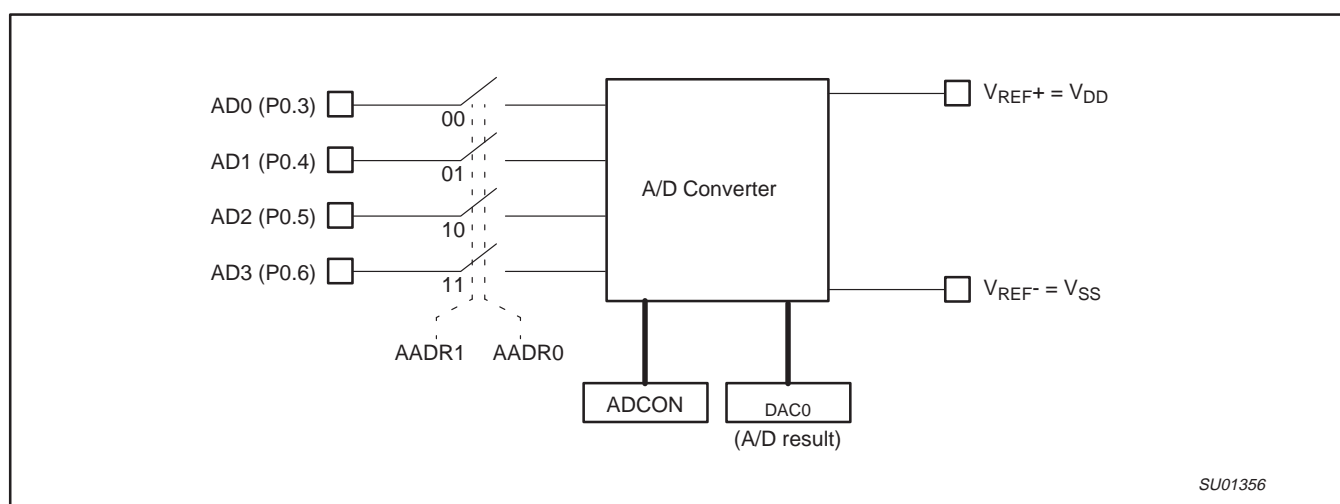 AD0 (P0.3)
00
AD1 (P0.4)
01
AD2 (P0.5)
10
AD3 (P0.6)
11
AADR1 AADR0
A/D Converter
VREF+ = VDD
VREF- = VSS
ADCON
DAC0
(A/D result)
SU01356